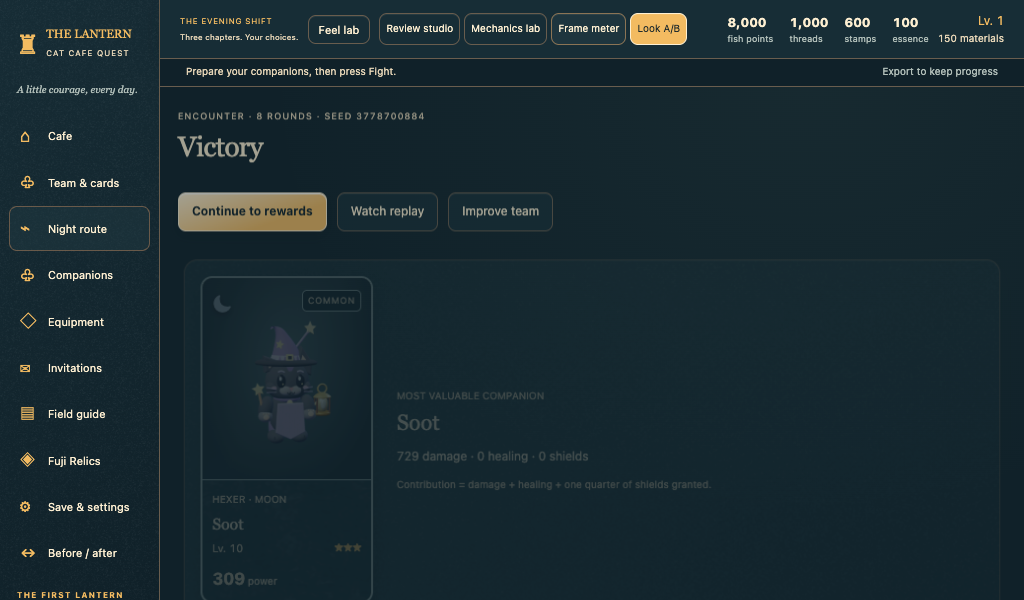 THE LANTERN
CAT CAFE QUEST
A little courage, every day.
Cafe
Team & cards
Night route
Companions
Equipment
Invitations
Field guide
Fuji Relics
Save & settings
Before / after
THE FIRST LANTERN
THE EVENING SHIFT
Three chapters. Your choices.
Feel lab
Review studio
Mechanics lab
Frame meter
Look A/B
8,000
fish points
1,000
threads
600
stamps
100
essence
Lv. 1
150 materials
Prepare your companions, then press Fight.
Export to keep progress
ENCOUNTER · 8 ROUNDS · SEED 3778700884
Victory
Continue to rewards
Watch replay
Improve team
COMMON
HEXER · MOON
Soot
Lv. 10
309 power
MOST VALUABLE COMPANION
Soot
729 damage · 0 healing · 0 shields
Contribution = damage + healing + one quarter of shields granted.